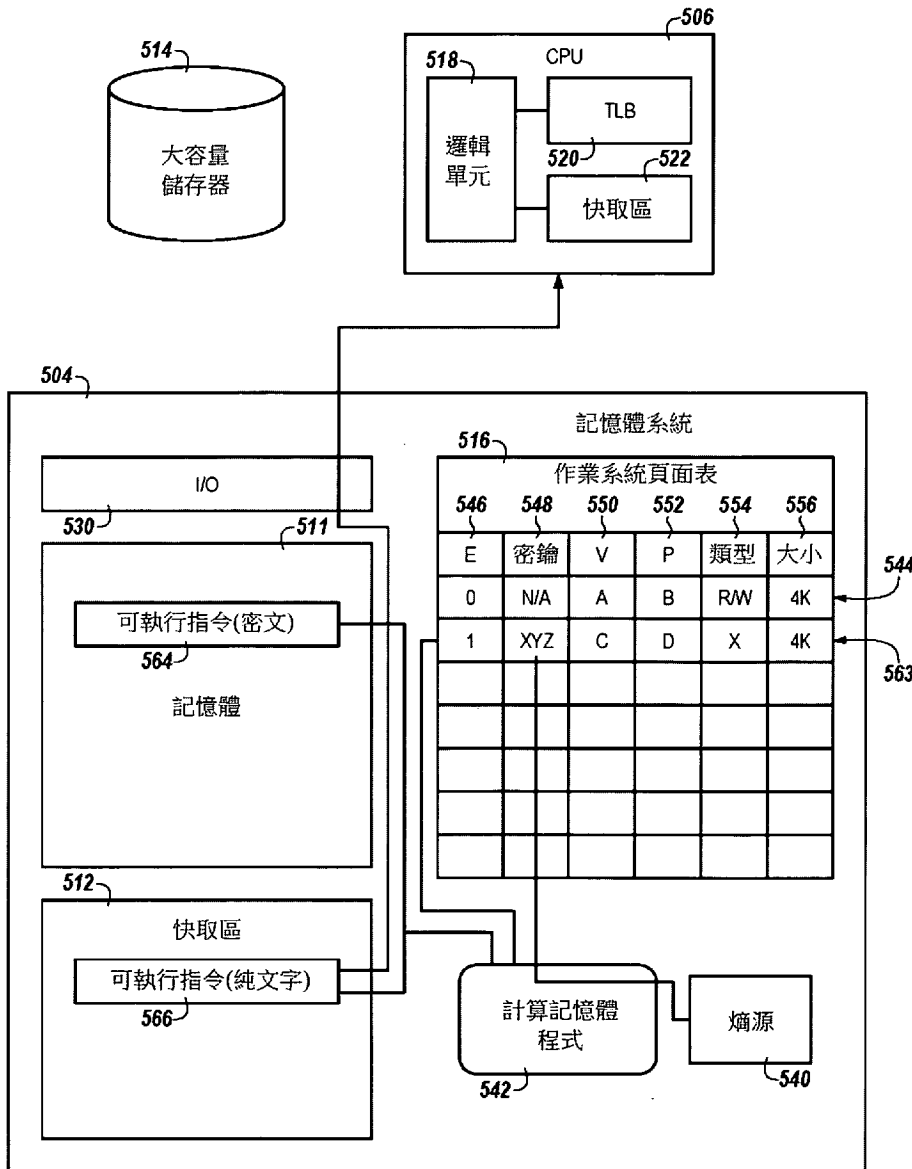 506
CPU
514
518
大容量
儲存器
邏輯
單元
TLB
520
522
快取區
504
記憶體系統
516
I/O
530
作業系統頁面表
511
546 548 550 552 554 556
E 密鑰 V P 類型 大小
0 N/A A B R/W 4K
544
1 XYZ C D X 4K
563
可執行指令(密文)
564
記憶體
512
快取區
可執行指令(純文字)
566
計算記憶體
程式
542
熵源
540